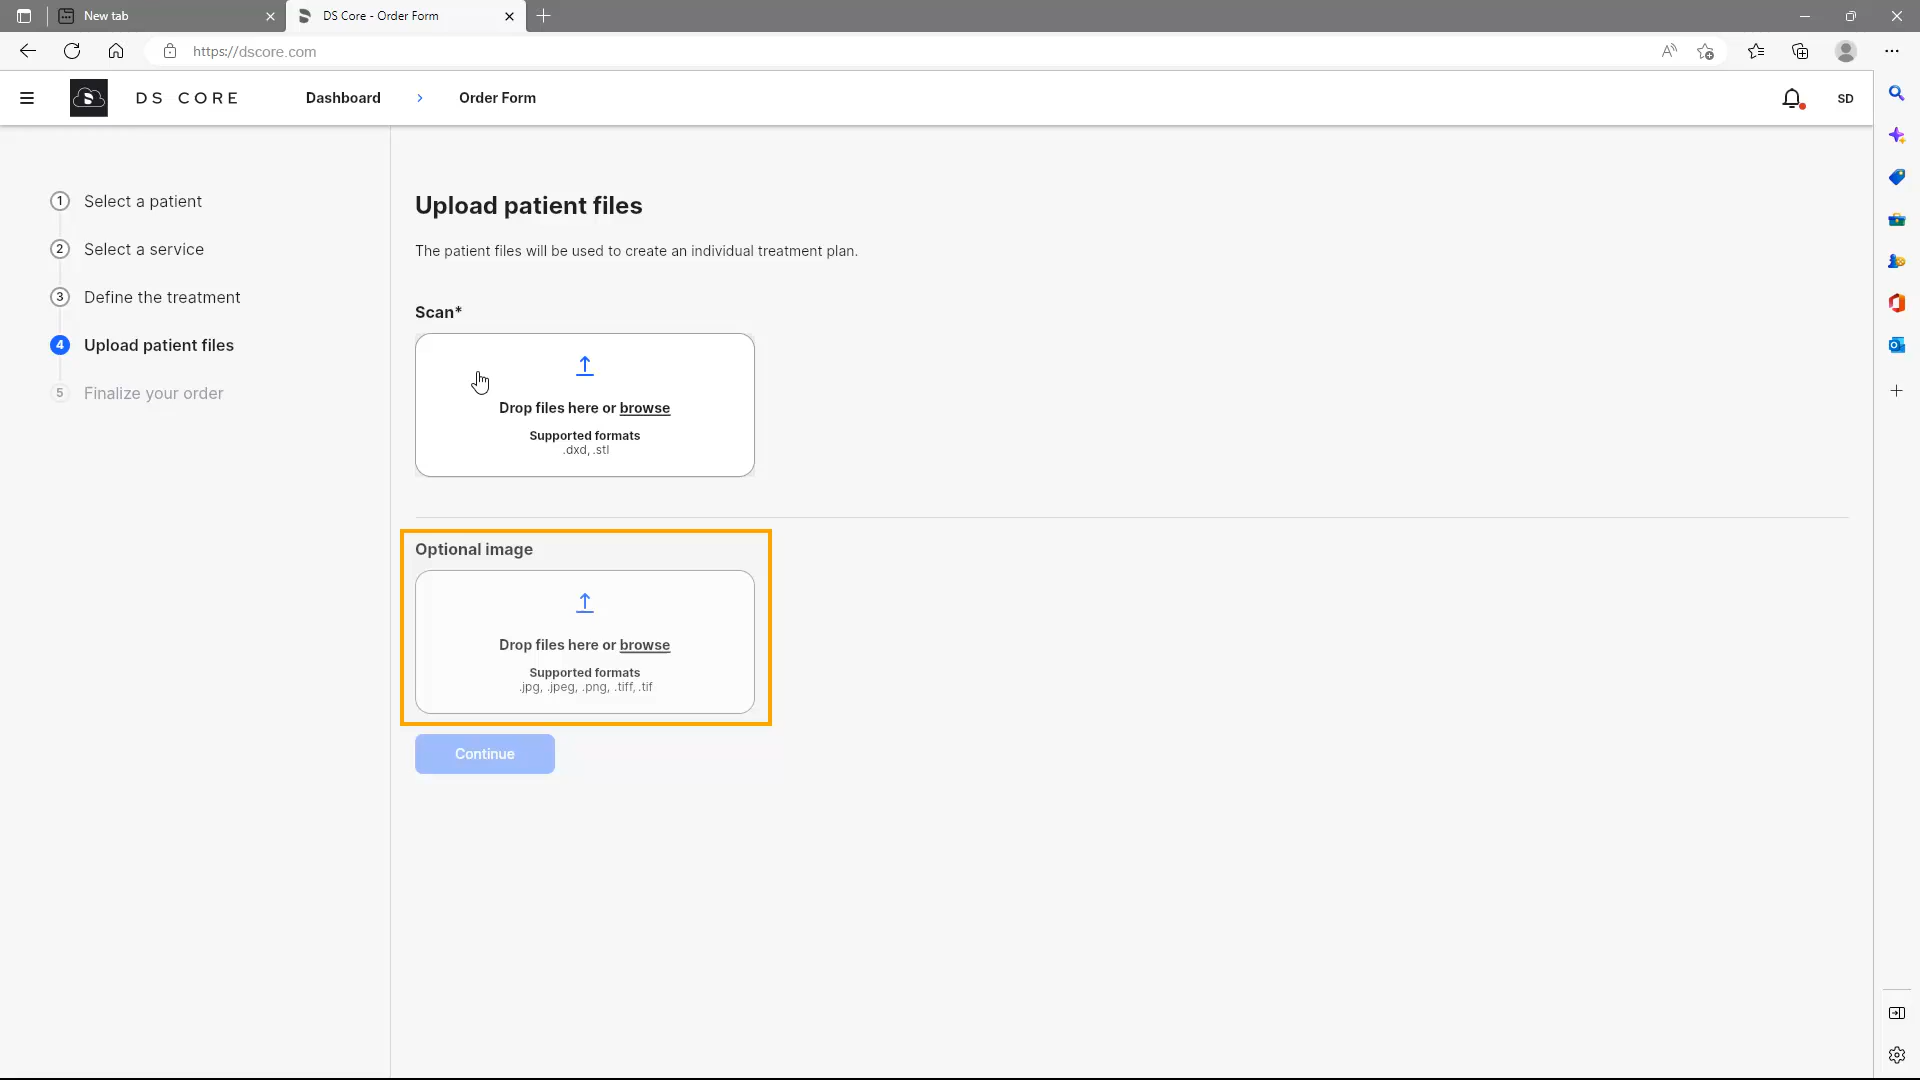 New tab
DS Core - Order Form
https://dscore.com
DS CORE
Dashboard
Order Form
SD
1 Select a patient
2 Select a service
3 Define the treatment
4 Upload patient files
5 Finalize your order
Upload patient files
The patient files will be used to create an individual treatment plan.
Scan*
Drop files here or browse
Supported formats
.dxd, .stl
Optional image
Drop files here or browse
Supported formats
.jpg, .jpeg, .png, .tiff, .tif
Continue